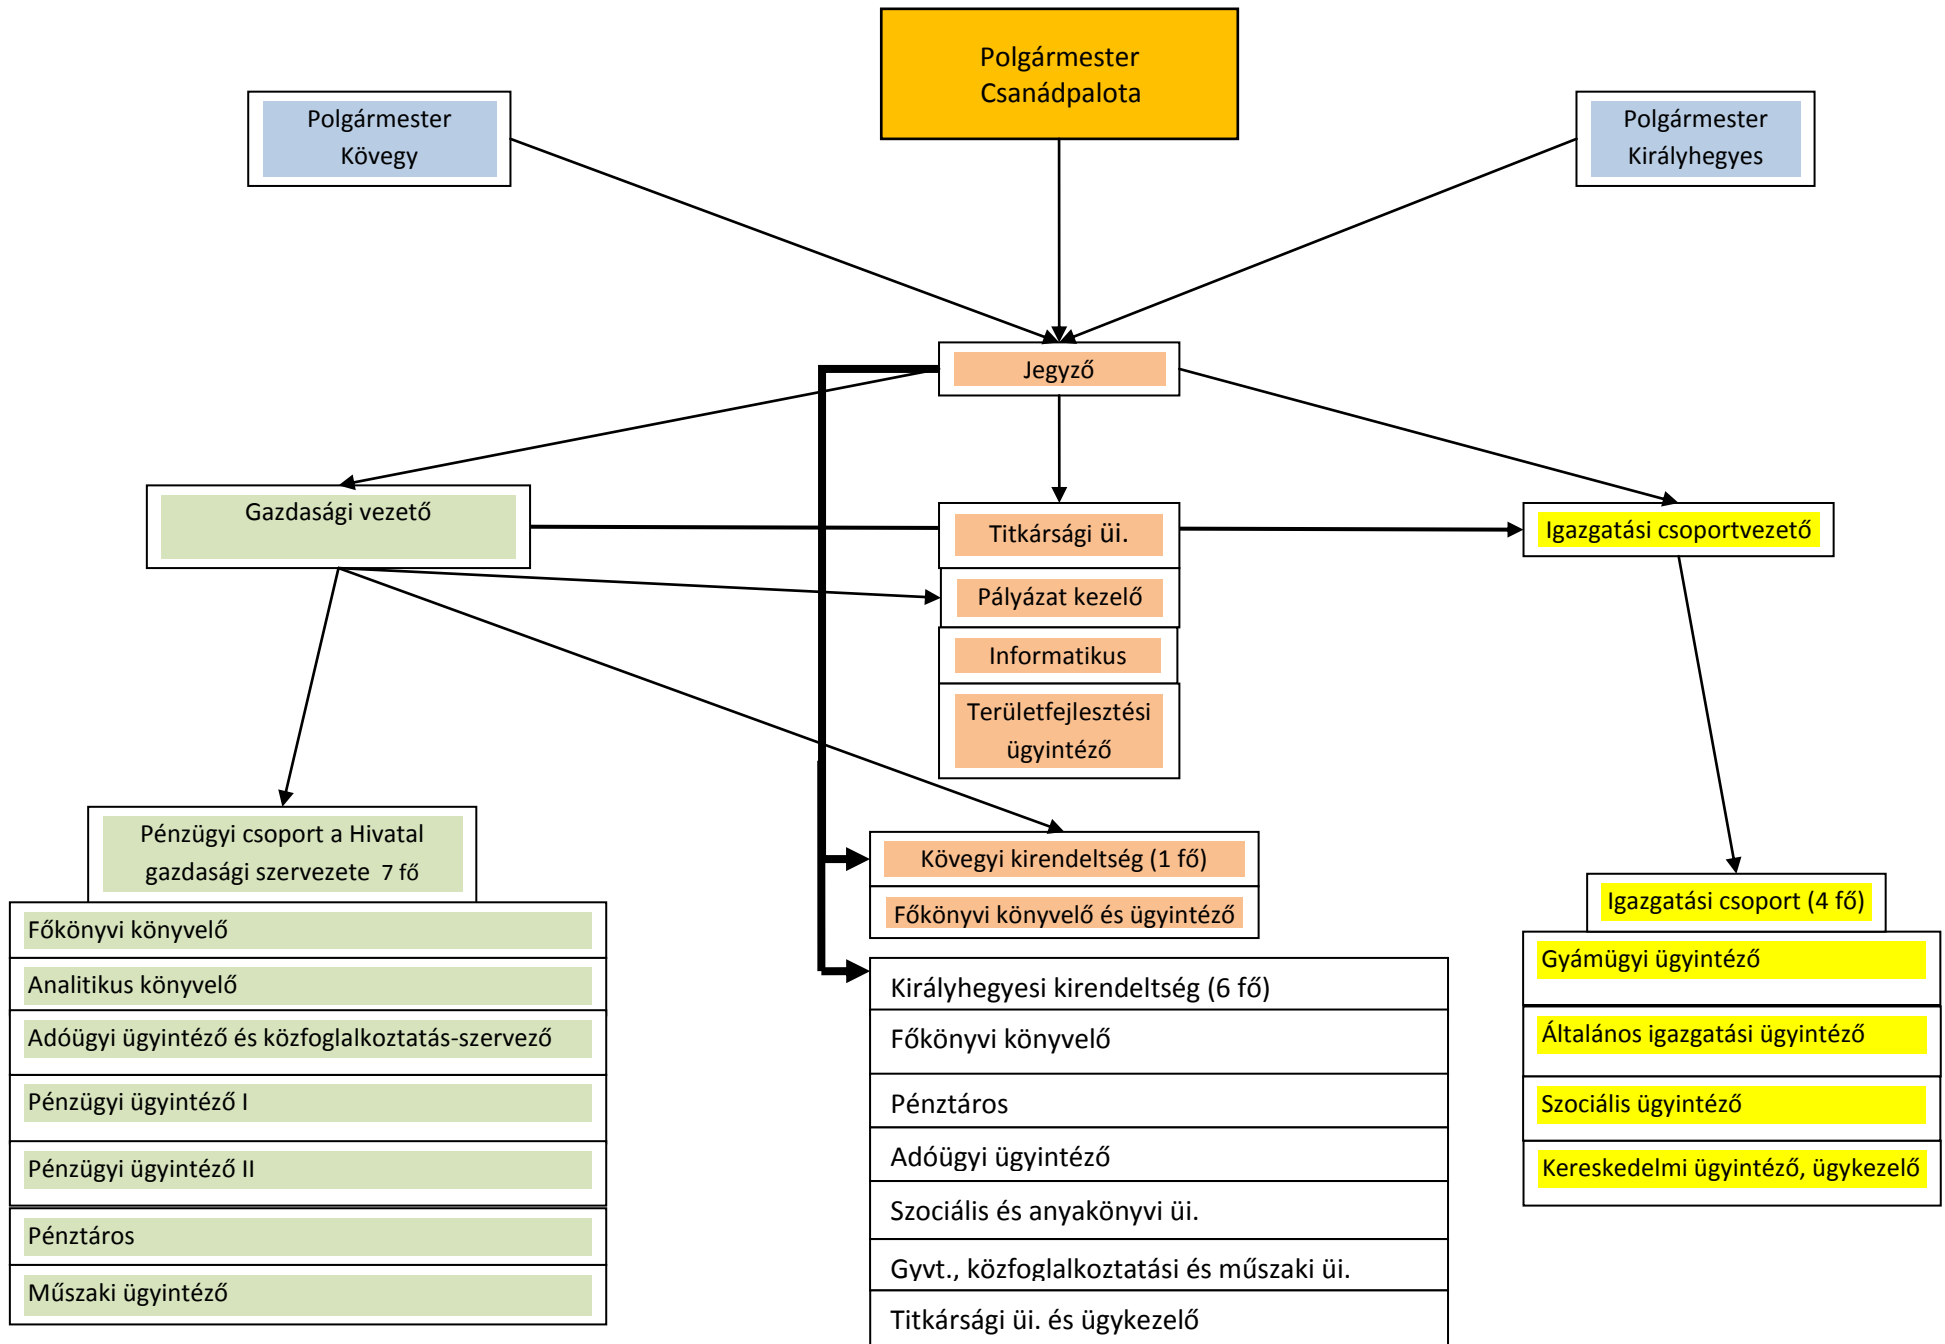 Polgármester
Csanádpalota
Polgármester
Kövegy
Polgármester
Királyhegyes
Jegyző
Gazdasági vezető
Titkársági üi.
Igazgatási csoportvezető
Pályázat kezelő
Informatikus
Területfejlesztési
ügyintéző
Pénzügyi csoport a Hivatal
gazdasági szervezete 7 fő
Főkönyvi könyvelő
Analitikus könyvelő
Adóügyi ügyintéző és közfoglalkoztatás-szervező
Pénzügyi ügyintéző I
Pénzügyi ügyintéző II
Pénztáros
Műszaki ügyintéző
Kövegyi kirendeltség (1 fő)
Főkönyvi könyvelő és ügyintéző
Királyhegyesi kirendeltség (6 fő)
Főkönyvi könyvelő
Pénztáros
Adóügyi ügyintéző
Szociális és anyakönyvi üi.
Gyvt., közfoglalkoztatási és műszaki üi.
Titkársági üi. és ügykezelő
Igazgatási csoport (4 fő)
Gyámügyi ügyintéző
Általános igazgatási ügyintéző
Szociális ügyintéző
Kereskedelmi ügyintéző, ügykezelő